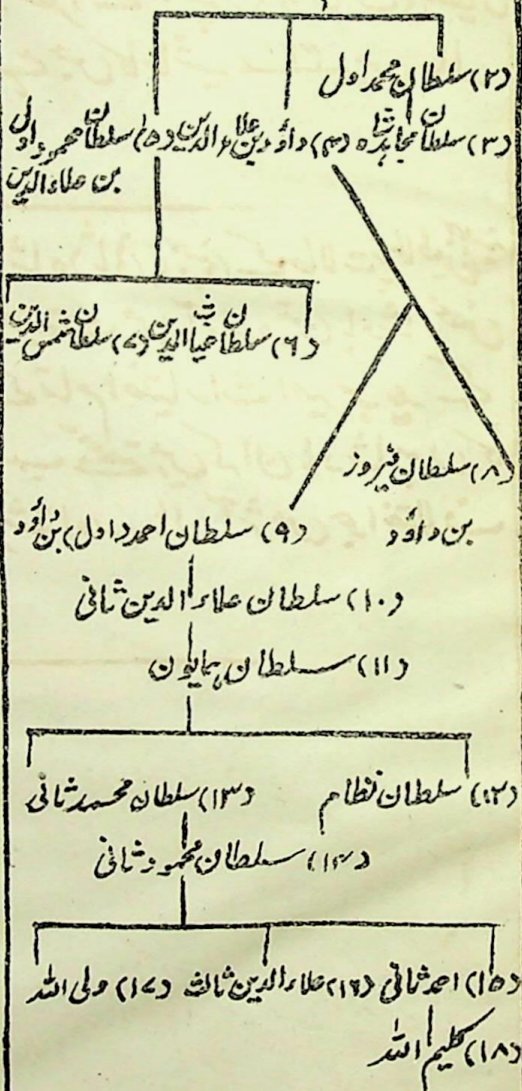 (۲) سلطان محمد اول
(۳) سلطان مجاہد شاہ (۴) داؤد بن علاء الدین (۵) سلطان محمود اول
بن علاء الدین
(۶) سلطان غیاث الدین (۷) سلطان شمس الدین
(۸) سلطان فیروز
بن داؤد
(۹) سلطان احمد (اول) بن داؤد
(۱۰) سلطان علاء الدین ثانی
(۱۱) سلطان ہمایون
(۱۲) سلطان نظام (۱۳) سلطان محمد ثانی
(۱۴) سلطان محمود ثانی
(۱۵) احمد ثانی (۱۶) علاء الدین ثالث (۱۷) ولی اللہ
(۱۸) کلیم اللہ